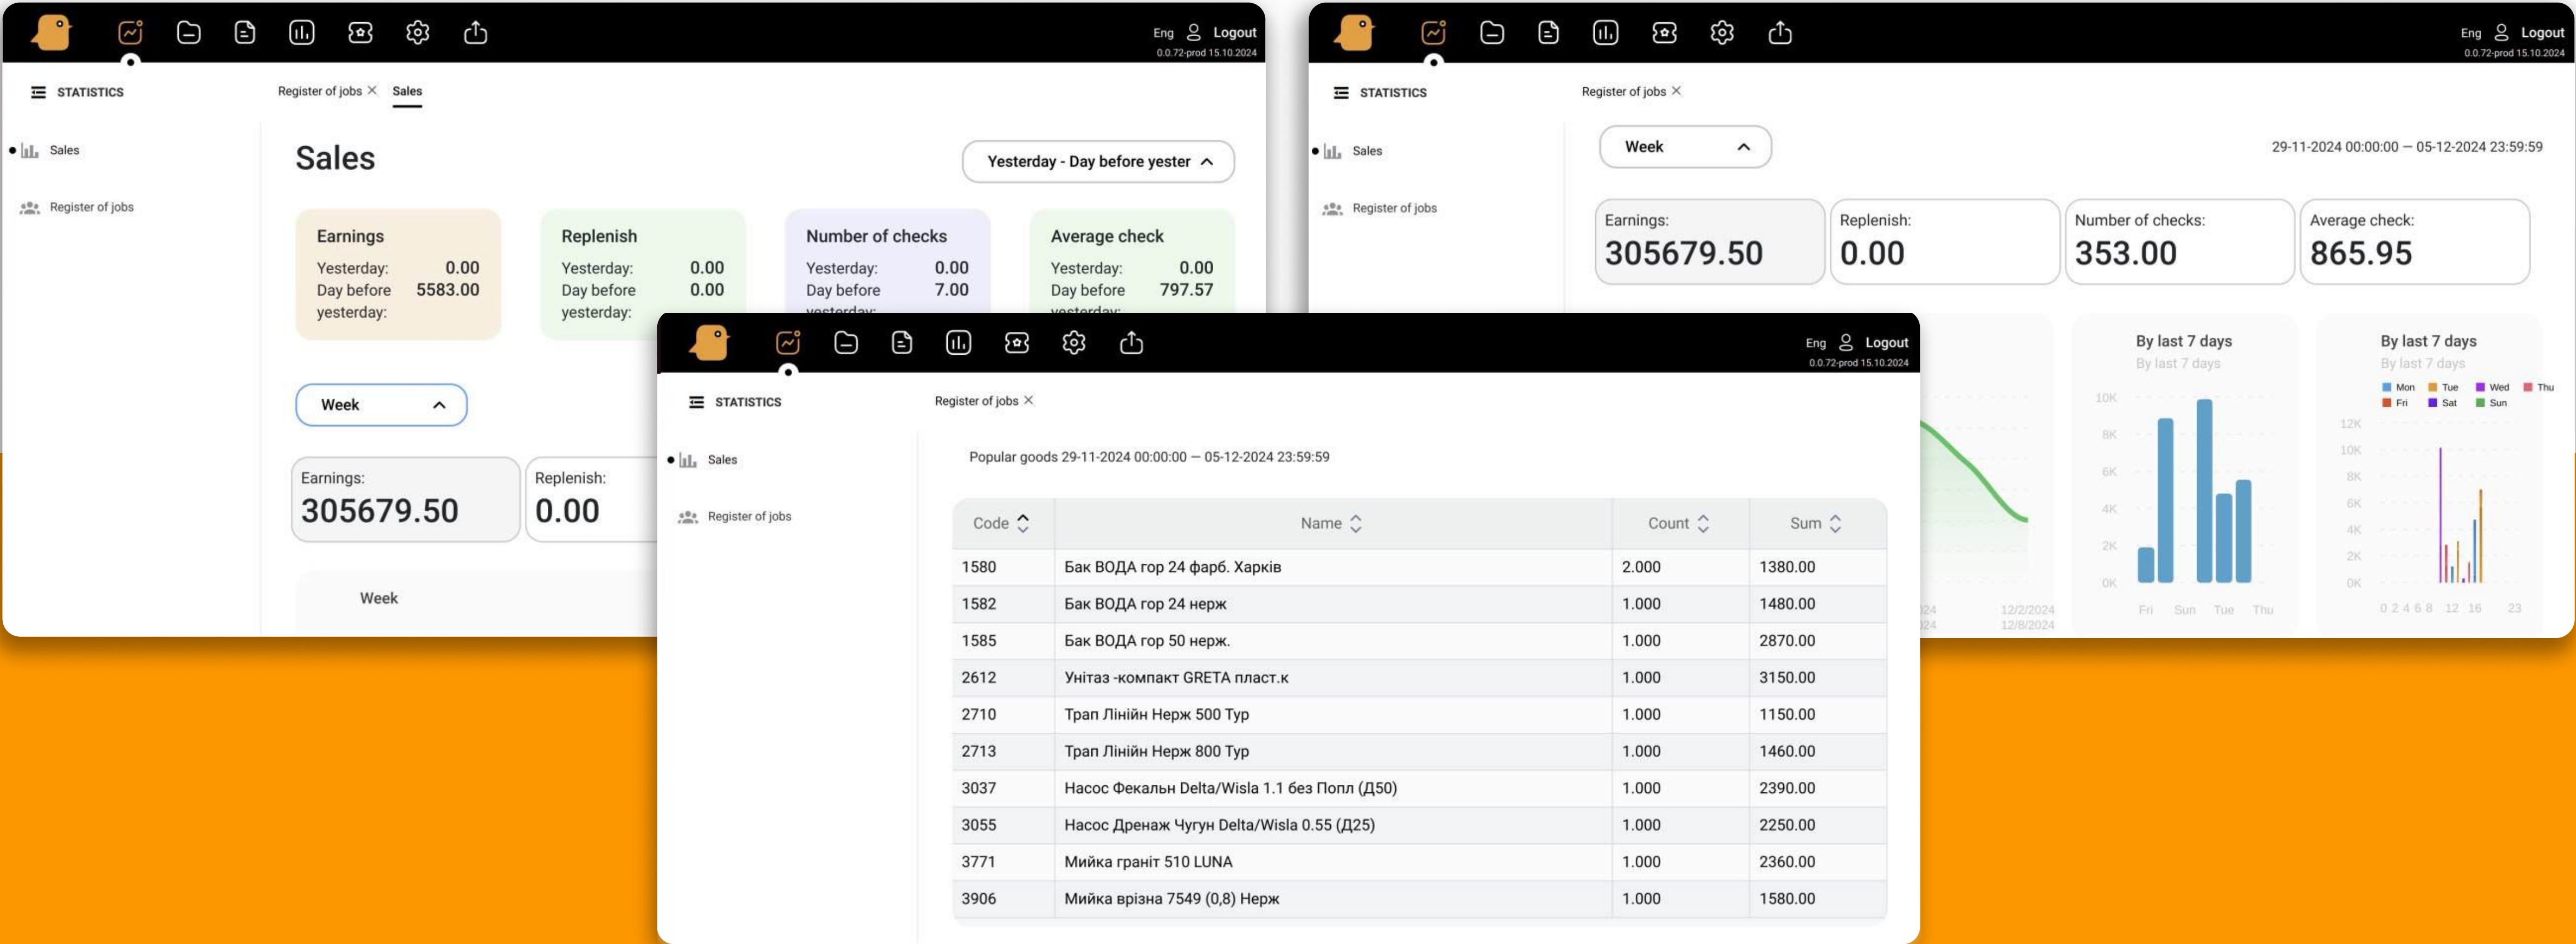 Eng Logout
0.0.72-prod 15.10.2024
STATISTICS
Register of jobs Sales
Sales
Register of jobs
Sales
Yesterday - Day before yester
Earnings
Yesterday: 0.00
Day before 5583.00
yesterday:
Replenish
Yesterday: 0.00
Day before 0.00
yesterday:
Number of checks
Yesterday: 0.00
Day before 7.00
yesterday:
Average check
Yesterday: 0.00
Day before 797.57
yesterday:
Week
Earnings:
305679.50
Replenish:
0.00
Week
Eng Logout
0.0.72-prod 15.10.2024
STATISTICS
Register of jobs
Sales
Register of jobs
Week
29-11-2024 00:00:00 — 05-12-2024 23:59:59
Earnings:
305679.50
Replenish:
0.00
Number of checks:
353.00
Average check:
865.95
024 12/2/2024
024 12/8/2024
By last 7 days
By last 7 days
10K
8K
6K
4K
2K
0K
Fri Sun Tue Thu
By last 7 days
By last 7 days
Mon Tue Wed Thu
Fri Sat Sun
12K
10K
8K
6K
4K
2K
0K
0 2 4 6 8 12 16 23
Eng Logout
0.0.72-prod 15.10.2024
STATISTICS
Register of jobs
Sales
Register of jobs
Popular goods 29-11-2024 00:00:00 — 05-12-2024 23:59:59
Code Name Count Sum
1580 Бак ВОДА гор 24 фарб. Харків 2.000 1380.00
1582 Бак ВОДА гор 24 нерж 1.000 1480.00
1585 Бак ВОДА гор 50 нерж. 1.000 2870.00
2612 Унітаз -компакт GRETA пласт.к 1.000 3150.00
2710 Трап Лінійн Нерж 500 Тур 1.000 1150.00
2713 Трап Лінійн Нерж 800 Тур 1.000 1460.00
3037 Насос Фекальн Delta/Wisla 1.1 без Попл (Д50) 1.000 2390.00
3055 Насос Дренаж Чугун Delta/Wisla 0.55 (Д25) 1.000 2250.00
3771 Мийка граніт 510 LUNA 1.000 2360.00
3906 Мийка врізна 7549 (0,8) Нерж 1.000 1580.00